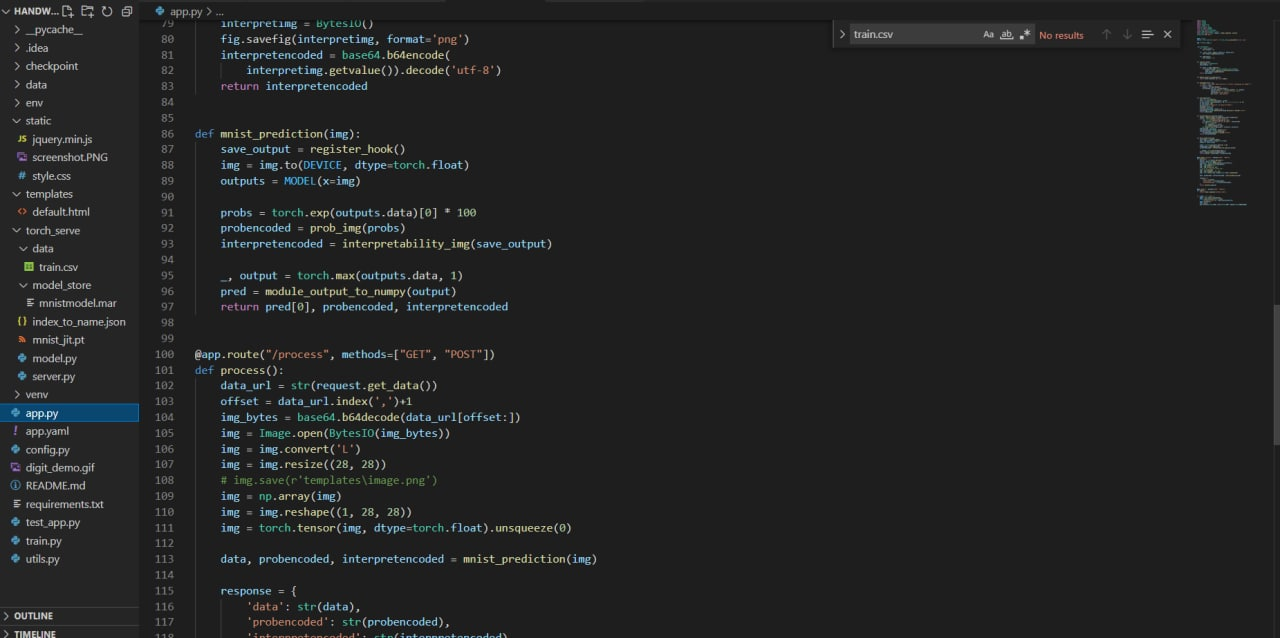 HANDW...
__pycache__
.idea
checkpoint
data
env
static
JS jquery.min.js
screenshot.PNG
# style.css
templates
<> default.html
torch_serve
data
train.csv
model_store
mnistmodel.mar
{} index_to_name.json
mnist_jit.pt
model.py
server.py
venv
app.py
! app.yaml
config.py
digit_demo.gif
README.md
requirements.txt
test_app.py
train.py
utils.py
OUTLINE
TIMELINE
app.py > ...
train.csv Aa ab .* No results
79 interpretimg = BytesIO()
80 fig.savefig(interpretimg, format='png')
81 interpretencoded = base64.b64encode(
82 interpretimg.getvalue()).decode('utf-8')
83 return interpretencoded
84
85
86 def mnist_prediction(img):
87 save_output = register_hook()
88 img = img.to(DEVICE, dtype=torch.float)
89 outputs = MODEL(x=img)
90
91 probs = torch.exp(outputs.data)[0] * 100
92 probencoded = prob_img(probs)
93 interpretencoded = interpretability_img(save_output)
94
95 _, output = torch.max(outputs.data, 1)
96 pred = module_output_to_numpy(output)
97 return pred[0], probencoded, interpretencoded
98
99
100 @app.route("/process", methods=["GET", "POST"])
101 def process():
102 data_url = str(request.get_data())
103 offset = data_url.index(',')+1
104 img_bytes = base64.b64decode(data_url[offset:])
105 img = Image.open(BytesIO(img_bytes))
106 img = img.convert('L')
107 img = img.resize((28, 28))
108 # img.save(r'templates\image.png')
109 img = np.array(img)
110 img = img.reshape((1, 28, 28))
111 img = torch.tensor(img, dtype=torch.float).unsqueeze(0)
112
113 data, probencoded, interpretencoded = mnist_prediction(img)
114
115 response = {
116 'data': str(data),
117 'probencoded': str(probencoded),
118 'interpretencoded': str(interpretencoded),